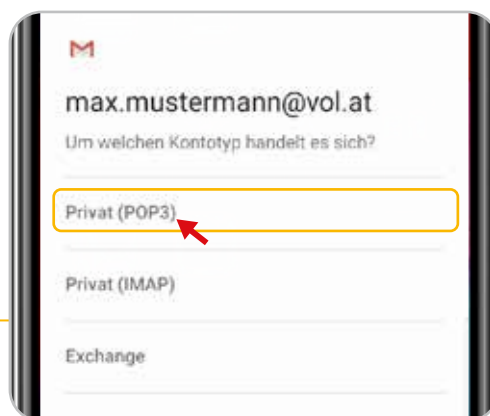 max.mustermann@vol.at
Um welchen Kontotyp handelt es sich?
Privat (POP3)
Privat (IMAP)
Exchange